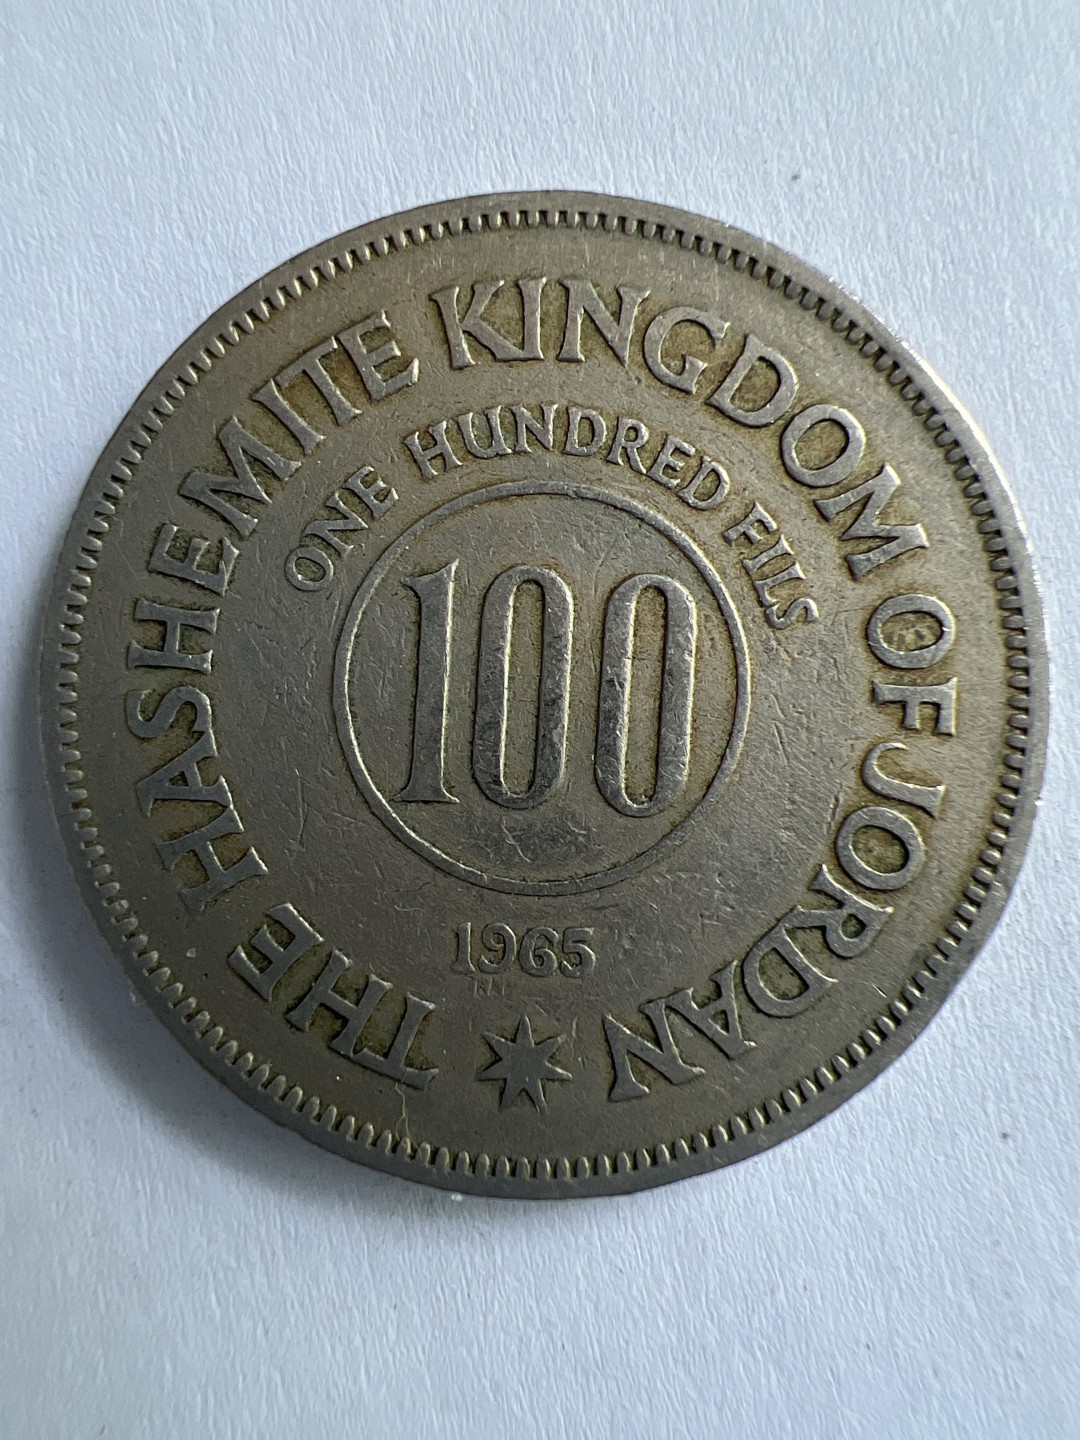 THE HASHEMITE KINGDOM OF JORDAN
ONE HUNDRED FILS
100
1965